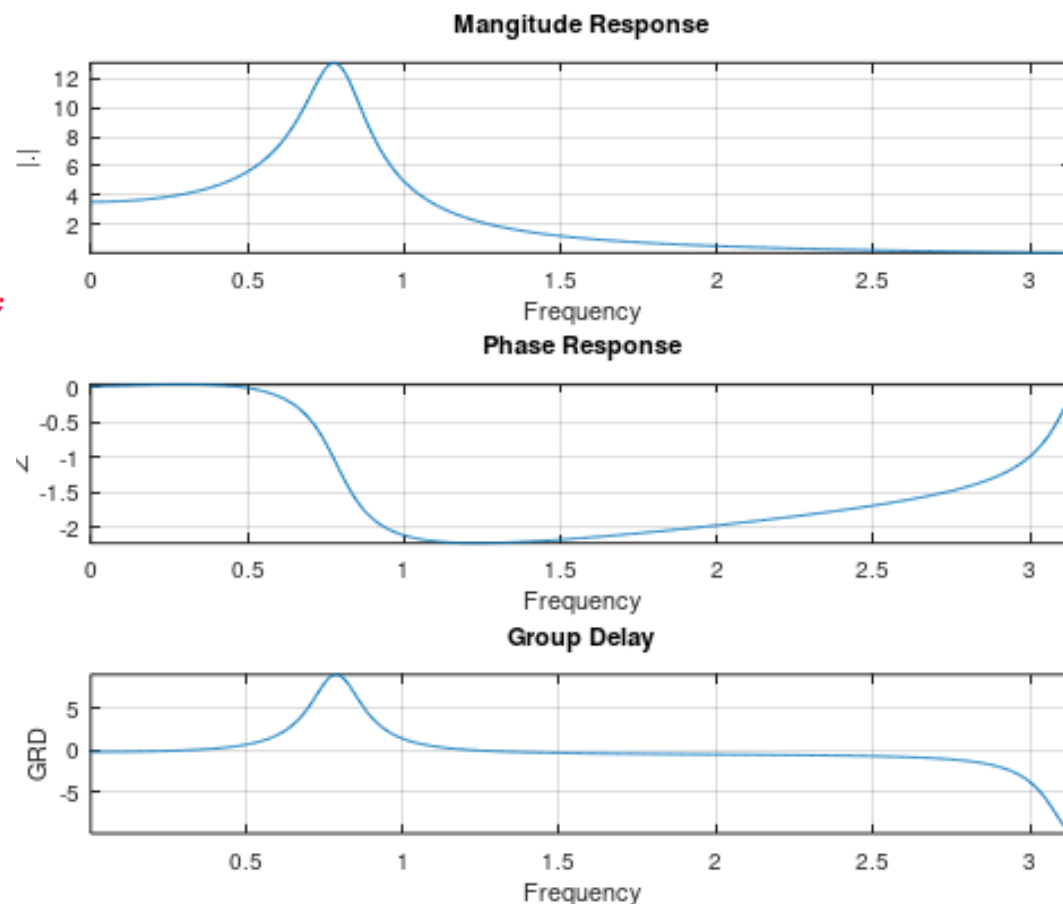 Mangitude Response
|·|
12
10
8
6
4
2
0 0.5 1 1.5 2 2.5 3
Frequency
Phase Response
∠
0
-0.5
-1
-1.5
-2
0 0.5 1 1.5 2 2.5 3
Frequency
Group Delay
GRD
5
0
-5
0.5 1 1.5 2 2.5 3
Frequency